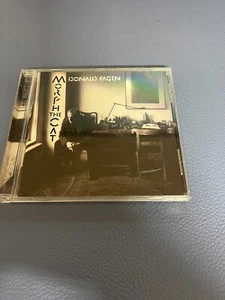 MORPH
THE
CAT
DONALD FAGEN